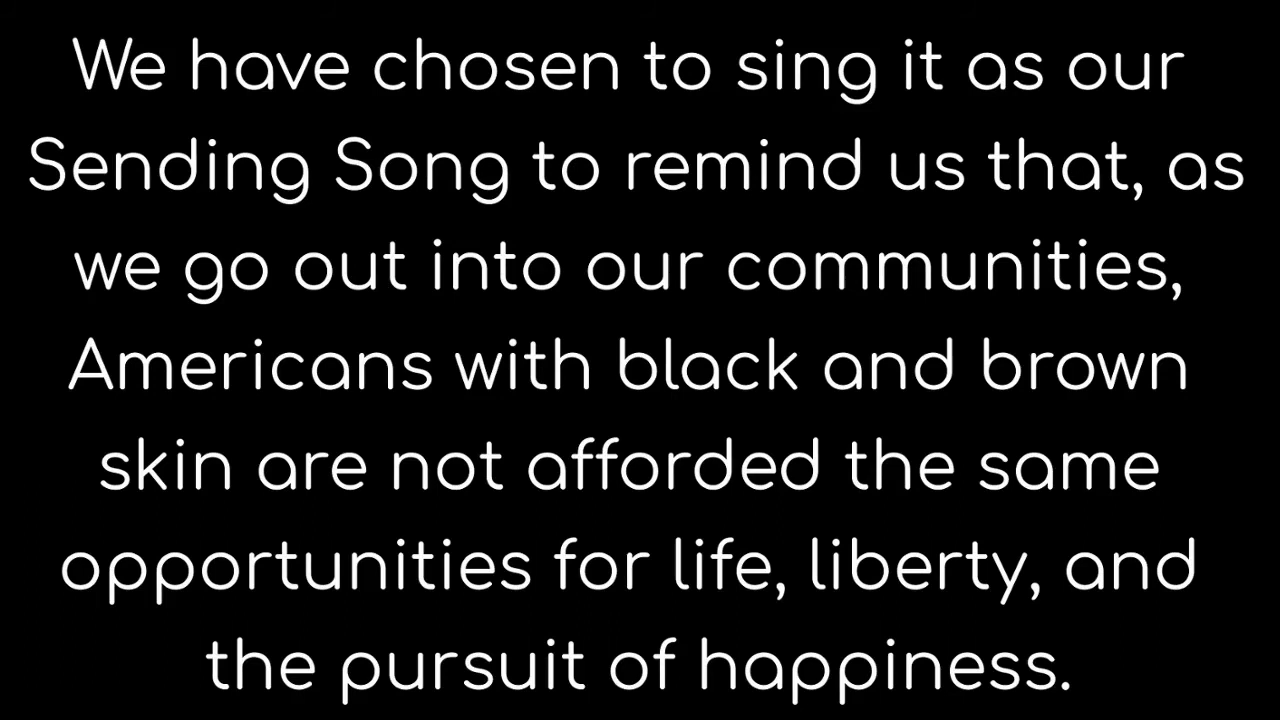 We have chosen to sing it as our
Sending Song to remind us that, as
we go out into our communities,
Americans with black and brown
skin are not afforded the same
opportunities for life, liberty, and
the pursuit of happiness.